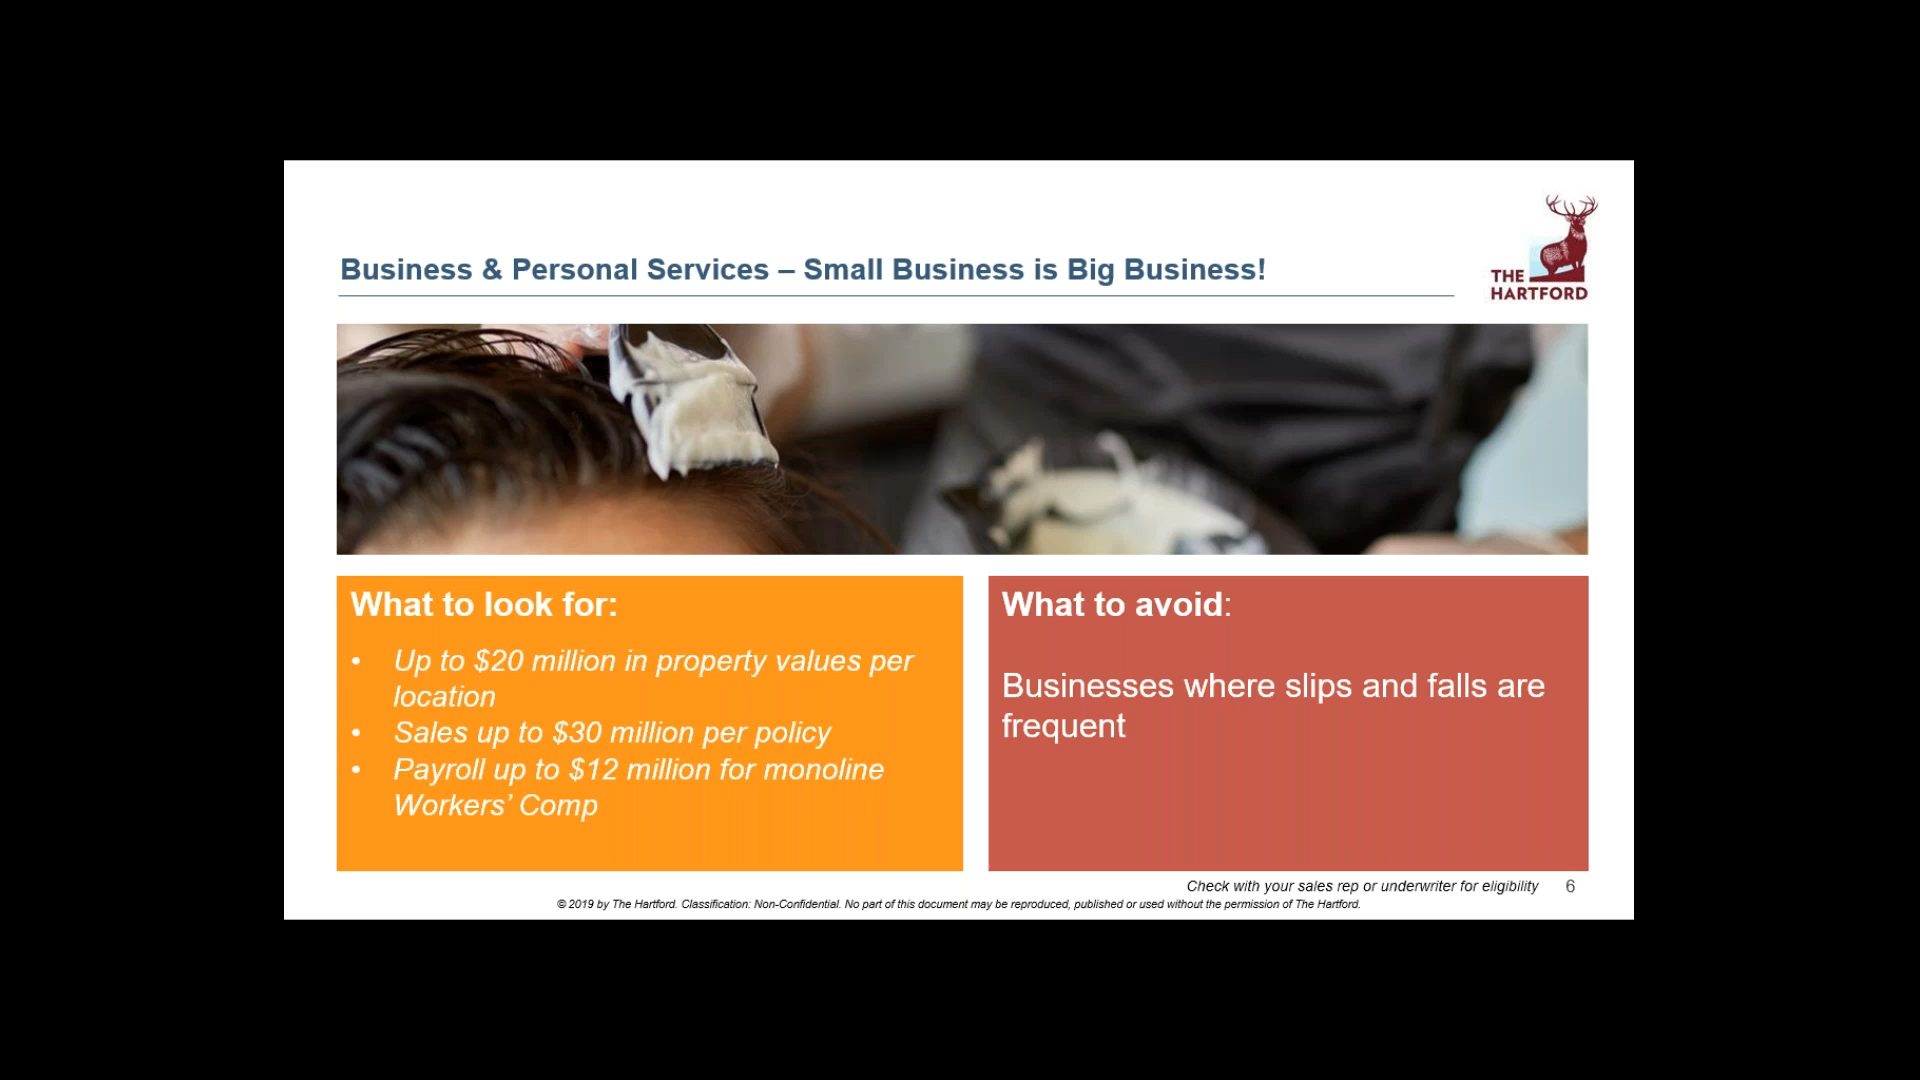 THE
HARTFORD
Business & Personal Services – Small Business is Big Business!
What to look for:
• Up to $20 million in property values per
location
• Sales up to $30 million per policy
• Payroll up to $12 million for monoline
Workers’ Comp
What to avoid:
Businesses where slips and falls are
frequent
Check with your sales rep or underwriter for eligibility 6
© 2019 by The Hartford. Classification: Non-Confidential. No part of this document may be reproduced, published or used without the permission of The Hartford.